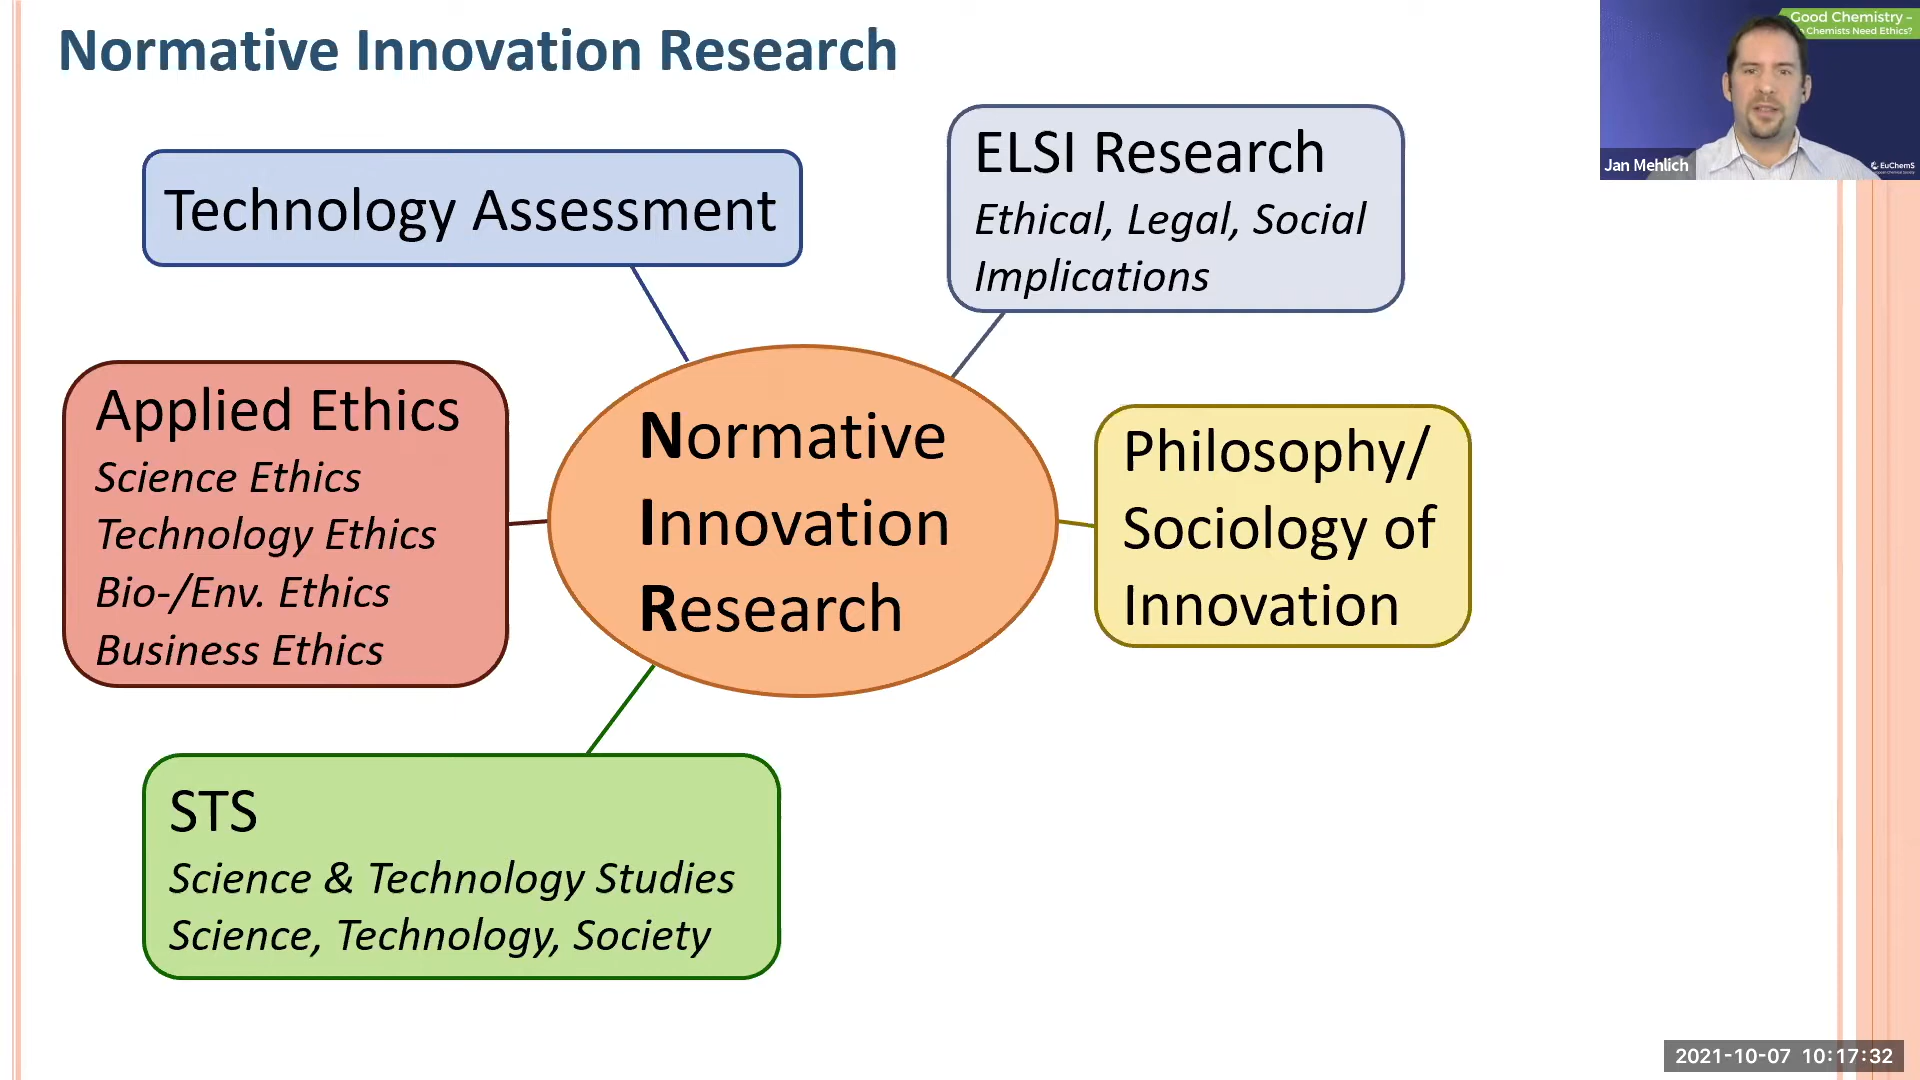 Normative Innovation Research
Good Chemistry –
Chemists Need Ethics?
Jan Mehlich
EuChemS
Technology Assessment
ELSI Research
Ethical, Legal, Social
Implications
Applied Ethics
Science Ethics
Technology Ethics
Bio-/Env. Ethics
Business Ethics
Normative
Innovation
Research
Philosophy/
Sociology of
Innovation
STS
Science & Technology Studies
Science, Technology, Society
2021-10-07 10:17:32